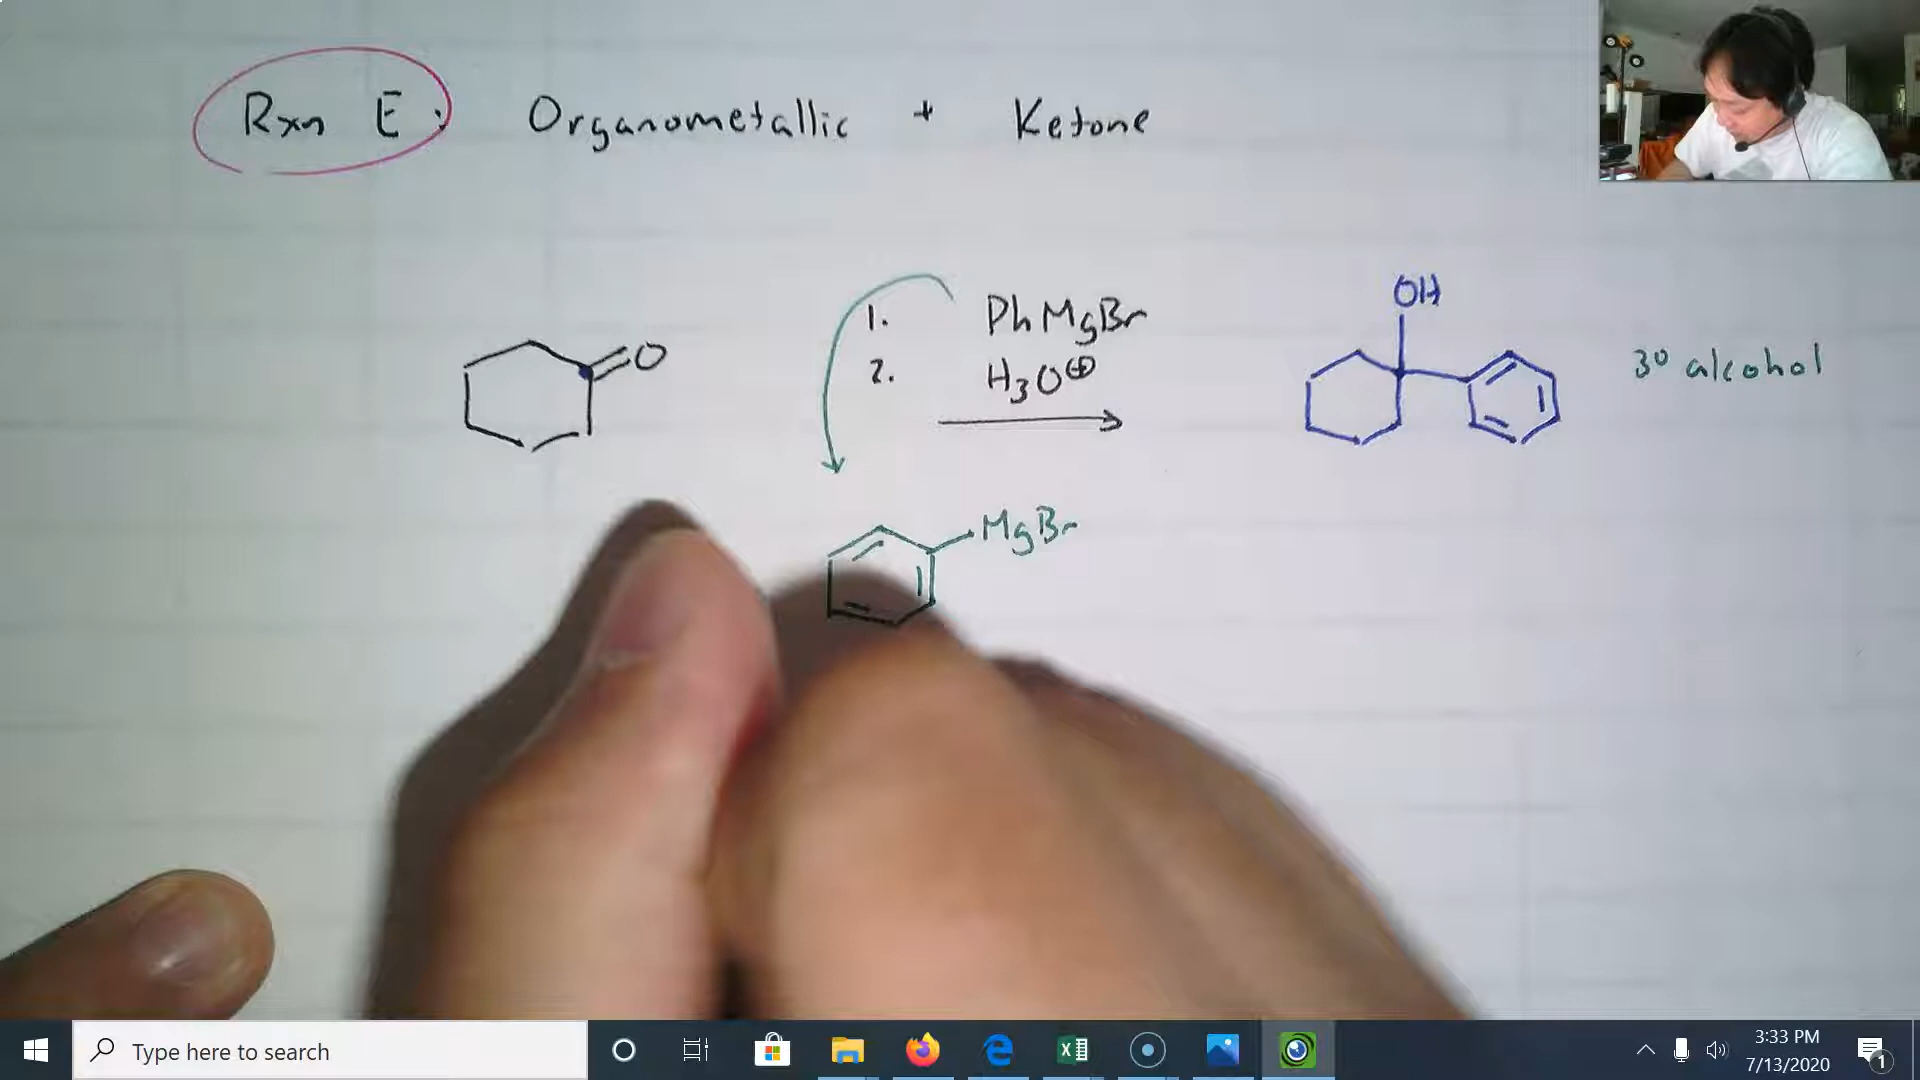 Rxn E: Organometallic + Ketone
O
1. PhMgBr
2. H3O⊕
OH
3° alcohol
MgBr
Type here to search
3:33 PM
7/13/2020
1